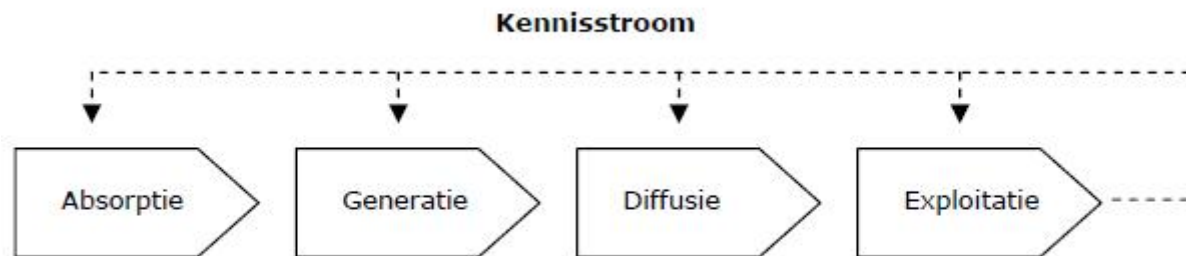 Kennisstroom
Absorptie
Generatie
Diffusie
Exploitatie